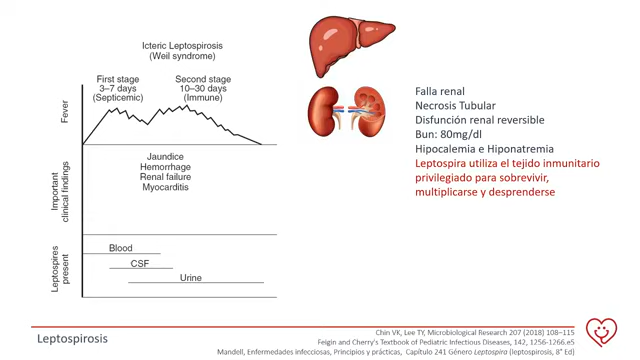 Icteric Leptospirosis
(Weil syndrome)
First stage
3–7 days
(Septicemic)
Second stage
10–30 days
(Immune)
Fever
Jaundice
Hemorrhage
Renal failure
Myocarditis
Important
clinical findings
Blood
CSF
Urine
Leptospires
present
Falla renal
Necrosis Tubular
Disfunción renal reversible
Bun: 80mg/dl
Hipocalemia e Hiponatremia
Leptospira utiliza el tejido inmunitario
privilegiado para sobrevivir,
multiplicarse y desprenderse
Leptospirosis
Chin VK, Lee TY, Microbiological Research 207 (2018) 108–115
Feigin and Cherry's Textbook of Pediatric Infectious Diseases, 142, 1256-1266.e5
Mandell, Enfermedades infecciosas, Principios y prácticas, Capítulo 241 Género Leptospira (leptospirosis, 8° Ed)